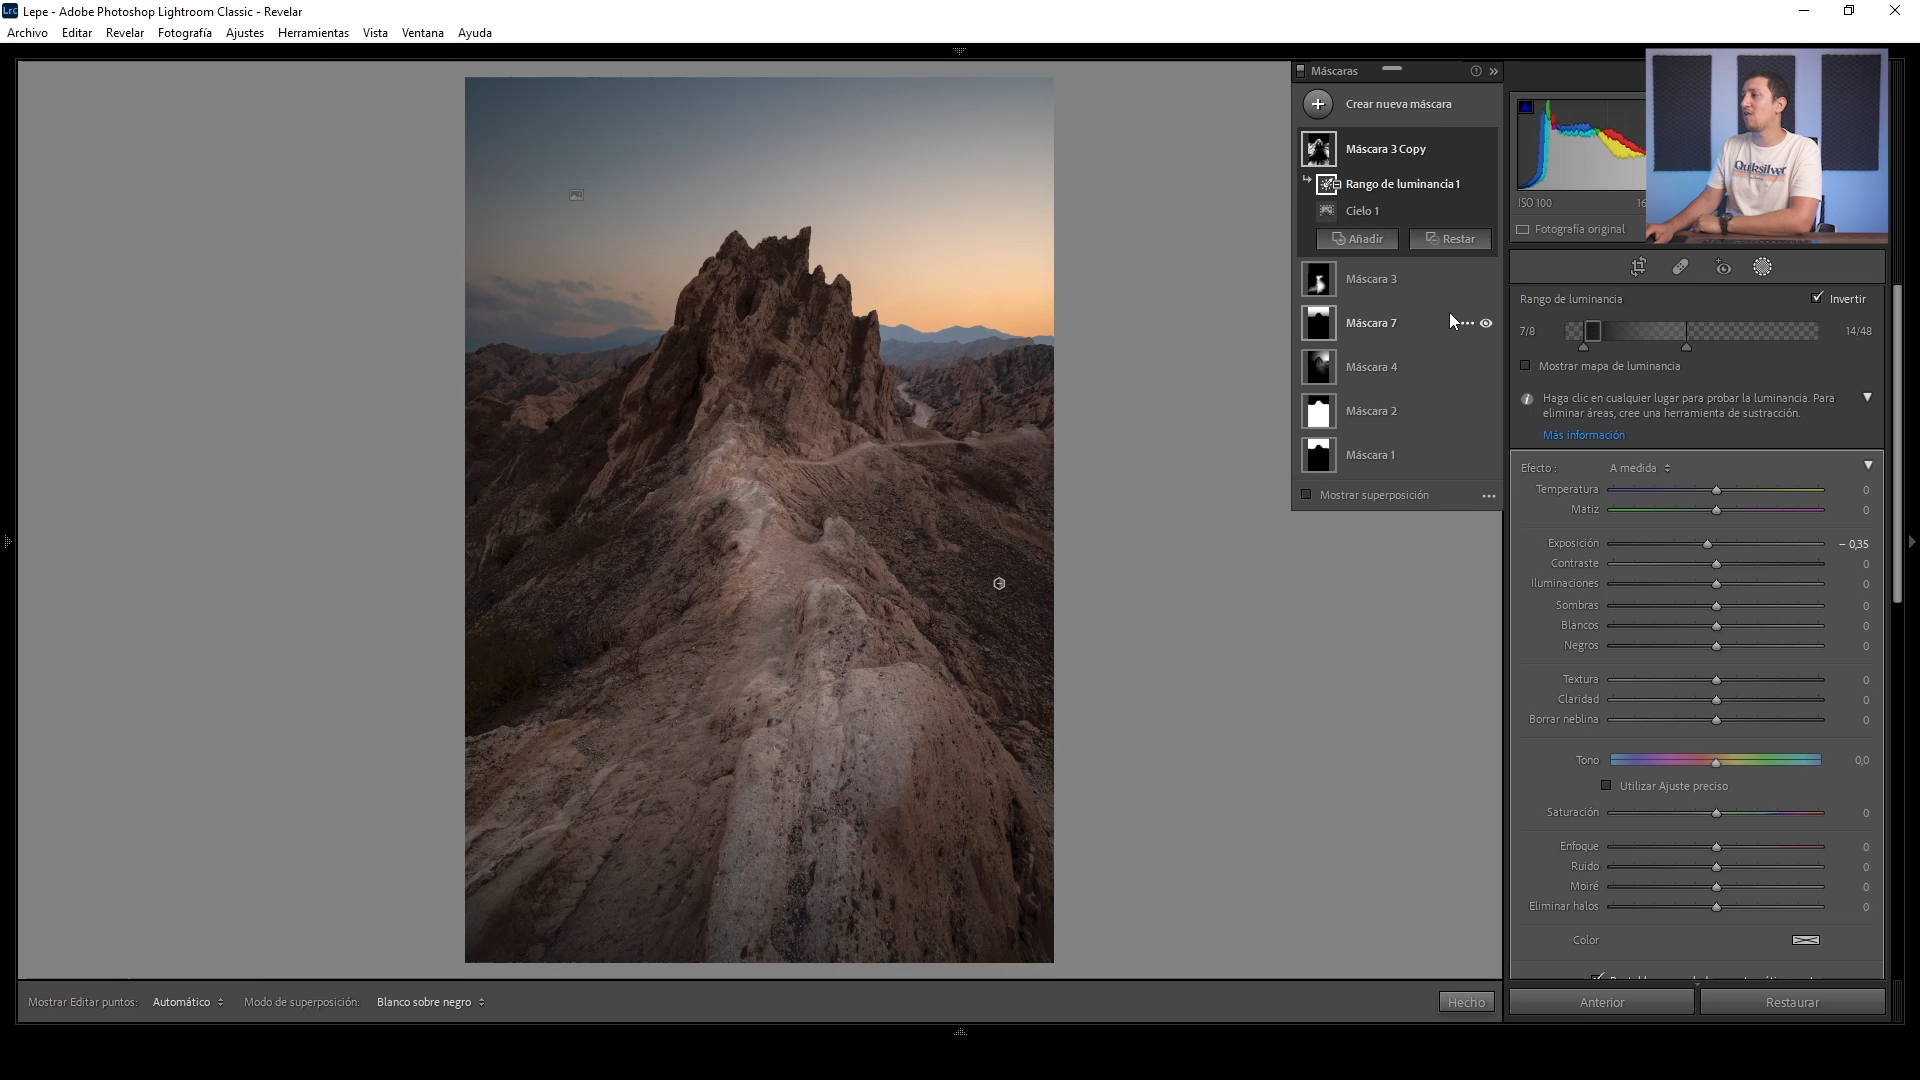 Lrc Lepe - Adobe Photoshop Lightroom Classic - Revelar
Archivo Editar Revelar Fotografía Ajustes Herramientas Vista Ventana Ayuda
Máscaras
Crear nueva máscara
Máscara 3 Copy
Rango de luminancia 1
Cielo 1
Añadir Restar
Máscara 3
Máscara 7
Máscara 4
Máscara 2
Máscara 1
Mostrar superposición
Quiksilver
ISO 100 16
Fotografía original
Rango de luminancia Invertir
7/8 14/48
Mostrar mapa de luminancia
Haga clic en cualquier lugar para probar la luminancia. Para
eliminar áreas, cree una herramienta de sustracción.
Más información
Efecto : A medida
Temperatura 0
Matiz 0
Exposición – 0,35
Contraste 0
Iluminaciones 0
Sombras 0
Blancos 0
Negros 0
Textura 0
Claridad 0
Borrar neblina 0
Tono 0,0
Utilizar Ajuste preciso
Saturación 0
Enfoque 0
Ruido 0
Moiré 0
Eliminar halos 0
Color
Mostrar Editar puntos: Automático Modo de superposición: Blanco sobre negro Hecho
Anterior Restaurar